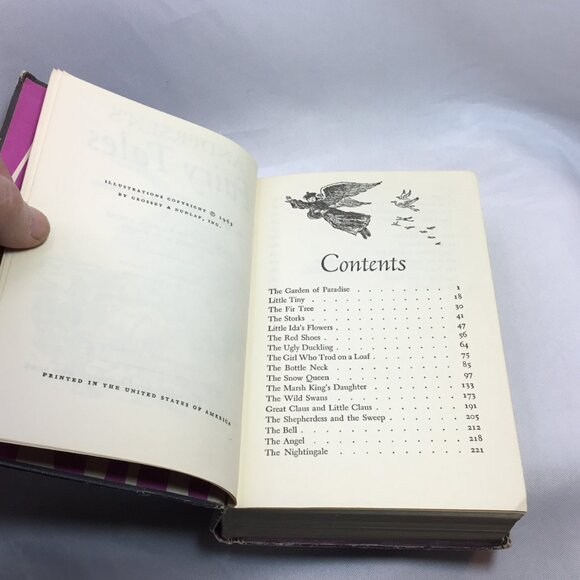 ILLUSTRATIONS COPYRIGHT © 1963
BY GROSSET & DUNLAP, INC.
PRINTED IN THE UNITED STATES OF AMERICA
Contents
The Garden of Paradise . . . . . . . . 1
Little Tiny . . . . . . . . . . . 18
The Fir Tree . . . . . . . . . . 30
The Storks . . . . . . . . . . . 41
Little Ida's Flowers . . . . . . . . . 47
The Red Shoes . . . . . . . . . . 56
The Ugly Duckling . . . . . . . . . 64
The Girl Who Trod on a Loaf . . . . . . 75
The Bottle Neck . . . . . . . . . 85
The Snow Queen . . . . . . . . . 97
The Marsh King's Daughter . . . . . . . 133
The Wild Swans . . . . . . . . . 173
Great Claus and Little Claus . . . . . . . 191
The Shepherdess and the Sweep . . . . . . 205
The Bell . . . . . . . . . . . . 212
The Angel . . . . . . . . . . . 218
The Nightingale . . . . . . . . . . 221